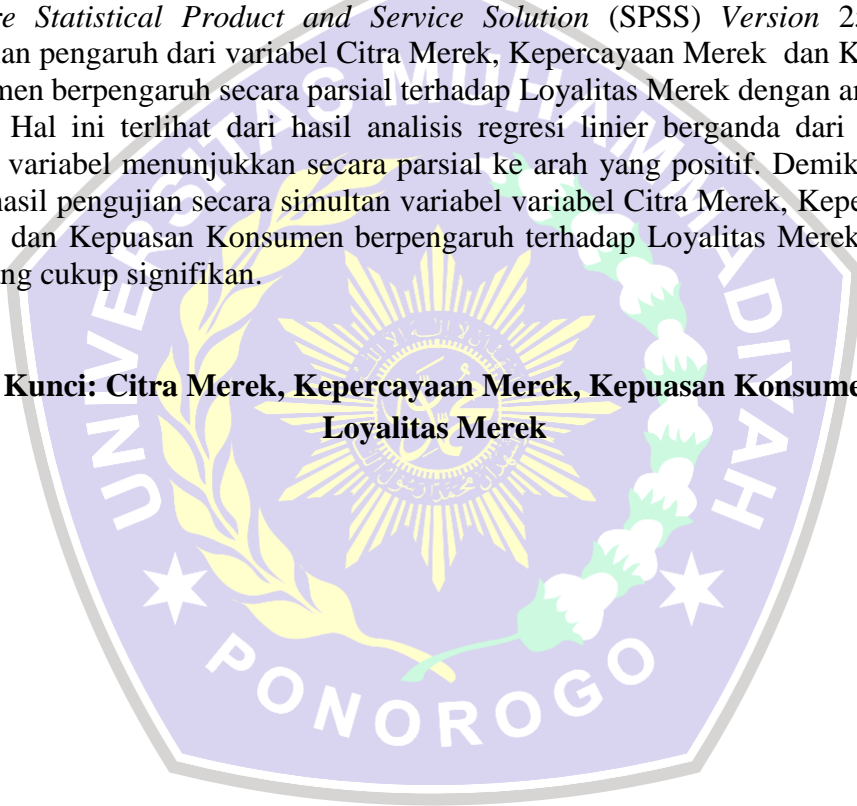 re Statistical Product and Service Solution (SPSS) Version 2
an pengaruh dari variabel Citra Merek, Kepercayaan Merek dan K
men berpengaruh secara parsial terhadap Loyalitas Merek dengan a
Hal ini terlihat dari hasil analisis regresi linier berganda dari
variabel menunjukkan secara parsial ke arah yang positif. Demik
hasil pengujian secara simultan variabel variabel Citra Merek, Kepe
dan Kepuasan Konsumen berpengaruh terhadap Loyalitas Merek
ng cukup signifikan.
Kunci: Citra Merek, Kepercayaan Merek, Kepuasan Konsume
Loyalitas Merek
UNIVERSITAS MUHAMMADIYAH
PONOROGO